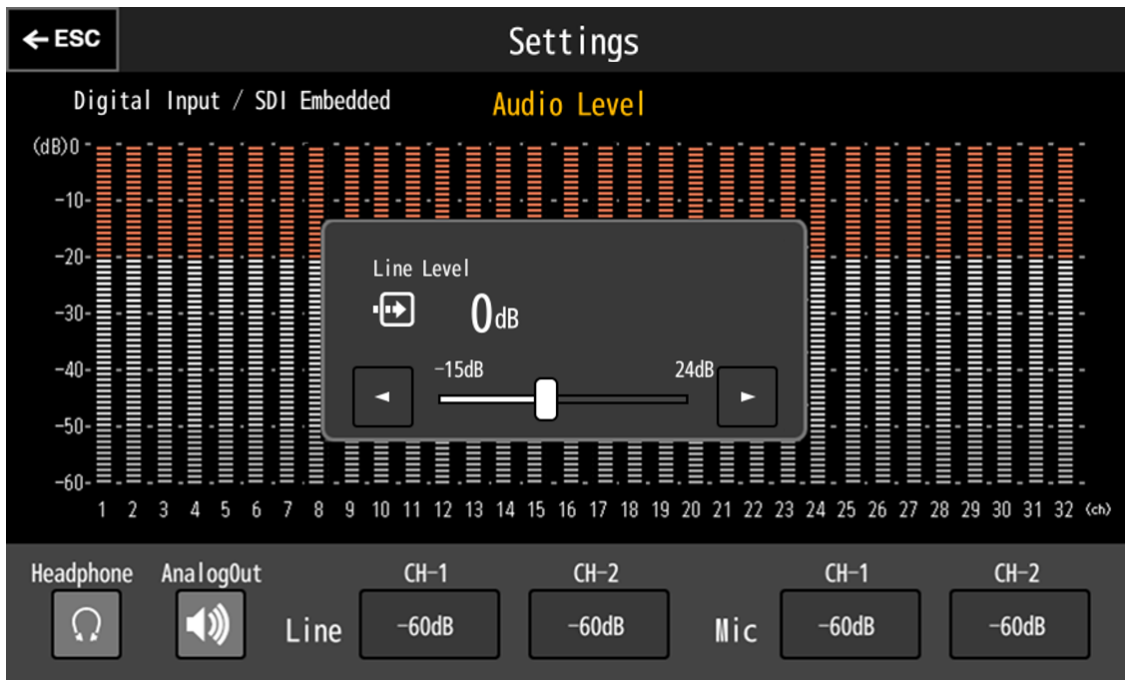 ← ESC
Settings
Digital Input / SDI Embedded
Audio Level
(dB)0
-10-
-20-
-30-
-40-
-50-
-60-
Line Level
0dB
-15dB 24dB
1 2 3 4 5 6 7 8 9 10 11 12 13 14 15 16 17 18 19 20 21 22 23 24 25 26 27 28 29 30 31 32 (ch)
Headphone AnalogOut CH-1 CH-2 CH-1 CH-2
Line -60dB -60dB Mic -60dB -60dB